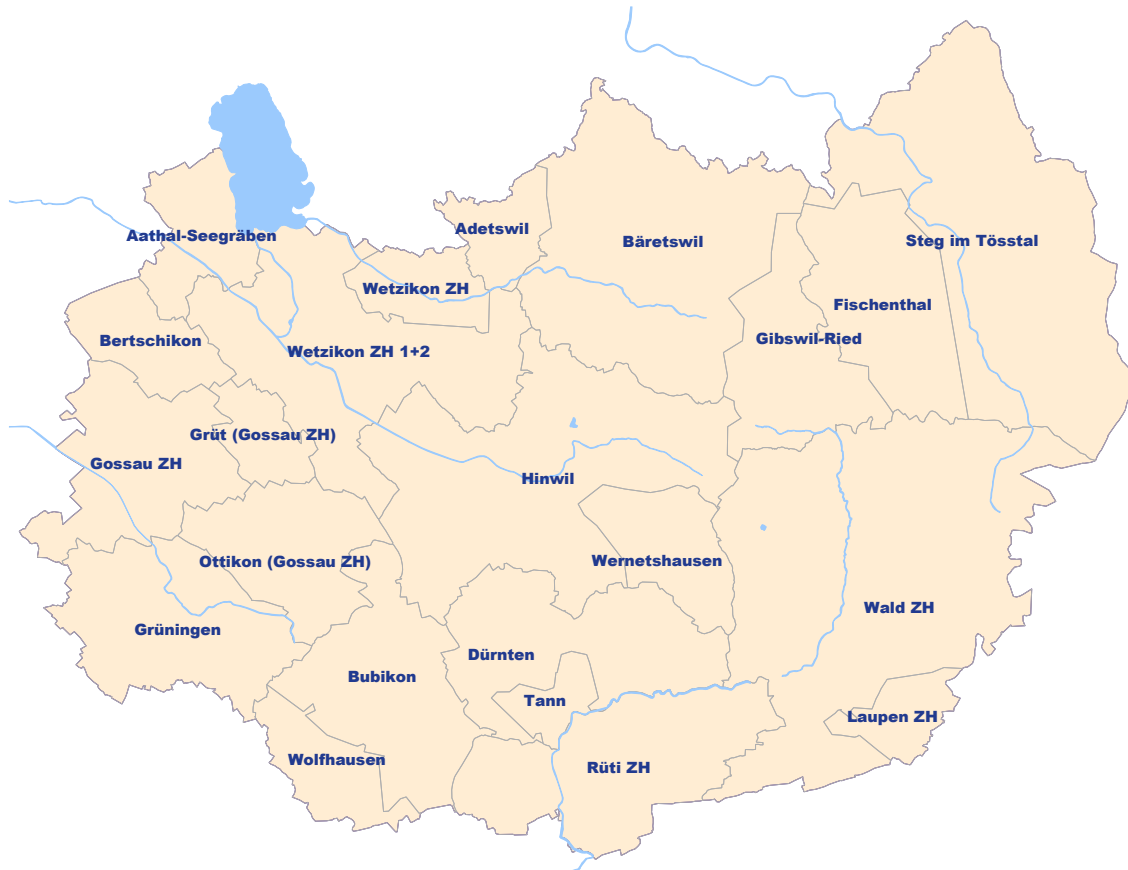 Adetswil
Aathal-Seegräben
Bäretswil
Steg im Tösstal
Wetzikon ZH
Fischenthal
Bertschikon
Gibswil-Ried
Wetzikon ZH 1+2
Grüt (Gossau ZH)
Gossau ZH
Hinwil
Ottikon (Gossau ZH)
Wernetshausen
Wald ZH
Grüningen
Dürnten
Bubikon
Tann
Laupen ZH
Wolfhausen
Rüti ZH